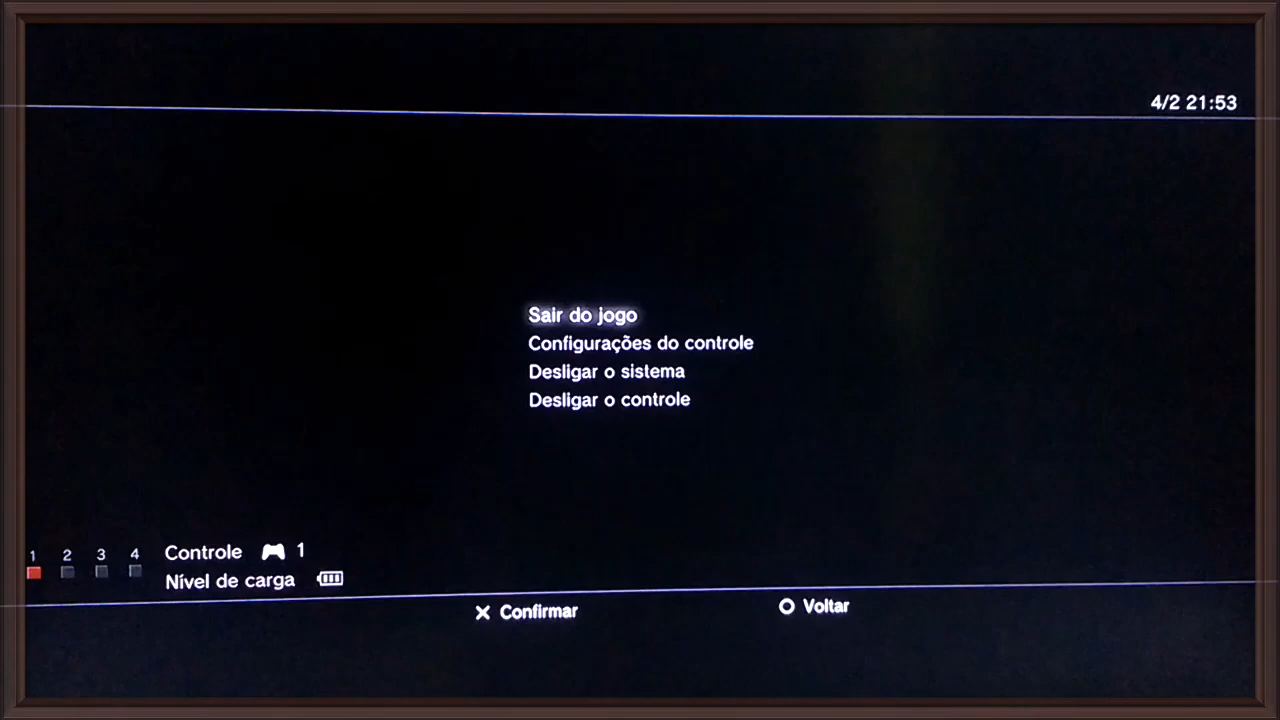 4/2 21:53
Sair do jogo
Configurações do controle
Desligar o sistema
Desligar o controle
1 2 3 4
Controle 1
Nível de carga
X Confirmar
O Voltar